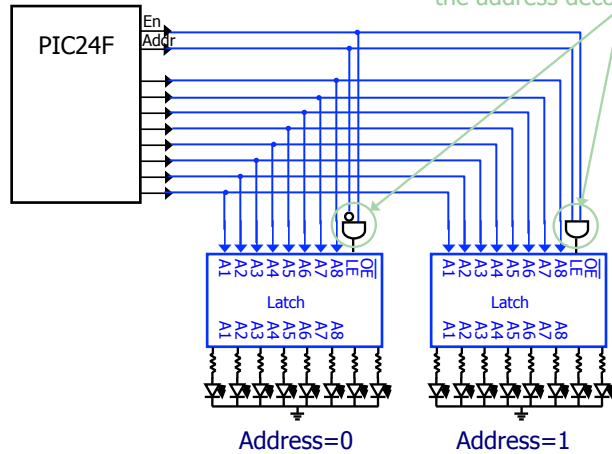 the address deco
En
PIC24F
Addr
A1 A2 A3 A4 A5 A6 A7 A8 LE OE
A1 A2 A3 A4 A5 A6 A7 A8 LE OE
Latch
Latch
A1 A2 A3 A4 A5 A6 A7 A8
A1 A2 A3 A4 A5 A6 A7 A8
Address=0
Address=1